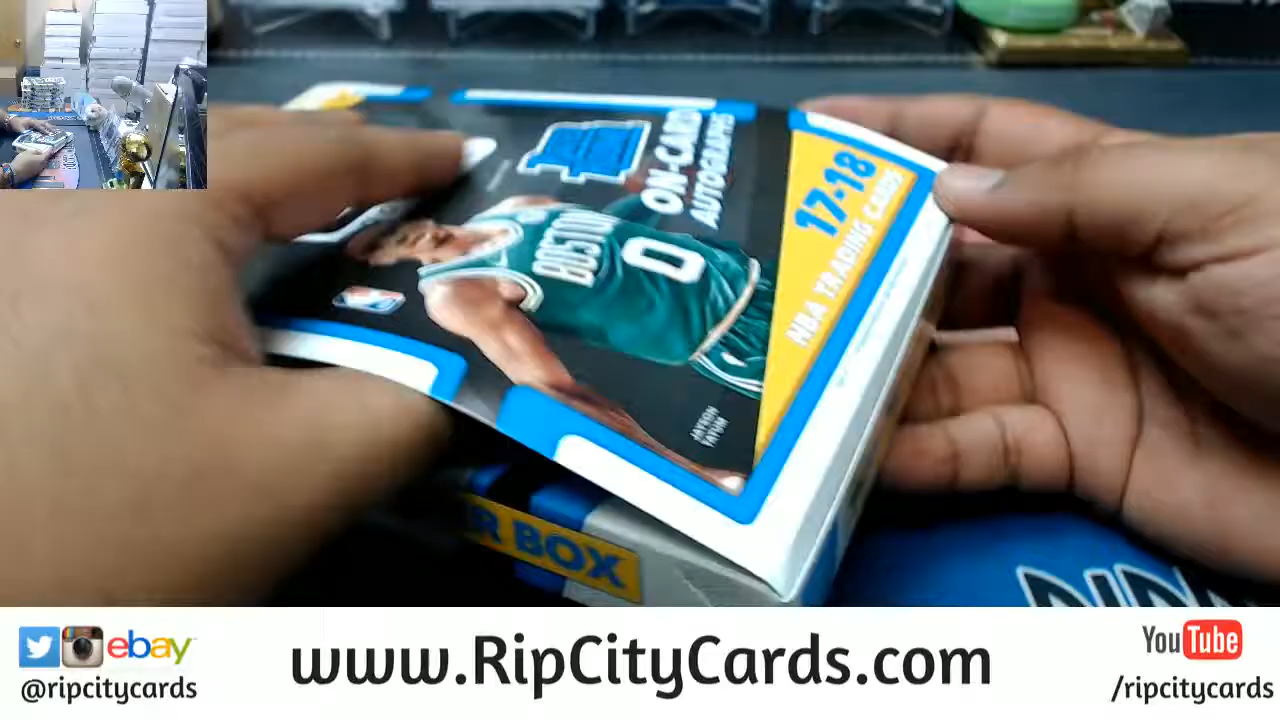 ON-CARD
AUTOGRAPHS
17-18
NBA TRADING CARDS
BOSTON
0
JAYSON
TATUM
R BOX
ebay
@ripcitycards
www.RipCityCards.com
YouTube
/ripcitycards